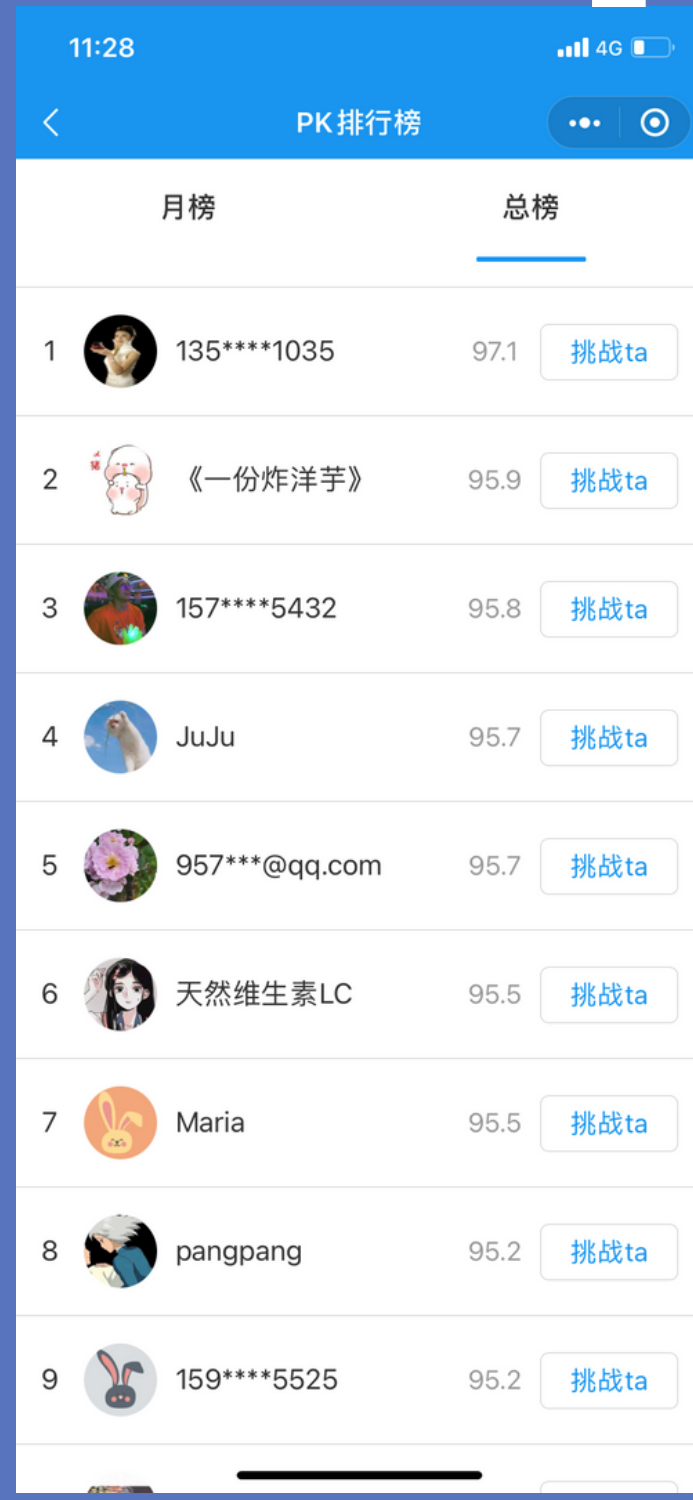 11:28 4G
PK排行榜
月榜 总榜
1 135****1035 97.1 挑战ta
2 《一份炸洋芋》 95.9 挑战ta
3 157****5432 95.8 挑战ta
4 JuJu 95.7 挑战ta
5 957***@qq.com 95.7 挑战ta
6 天然维生素LC 95.5 挑战ta
7 Maria 95.5 挑战ta
8 pangpang 95.2 挑战ta
9 159****5525 95.2 挑战ta